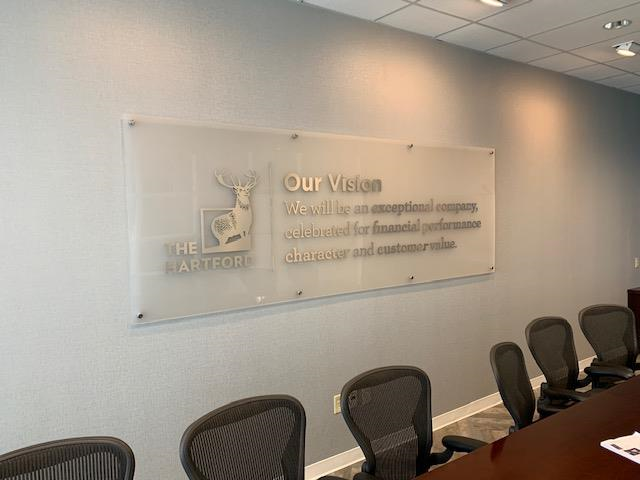 THE
HARTFORD
Our Vision
We will be an exceptional company,
celebrated for financial performance
character and customer value.